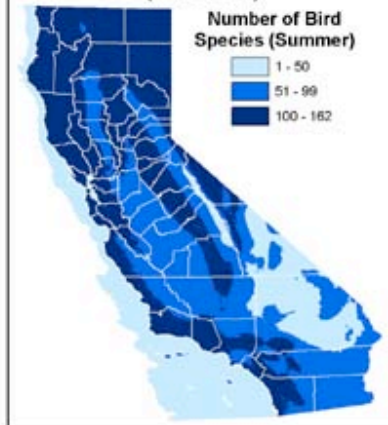 Number of Bird
Species (Summer)
1 - 50
51 - 99
100 - 162